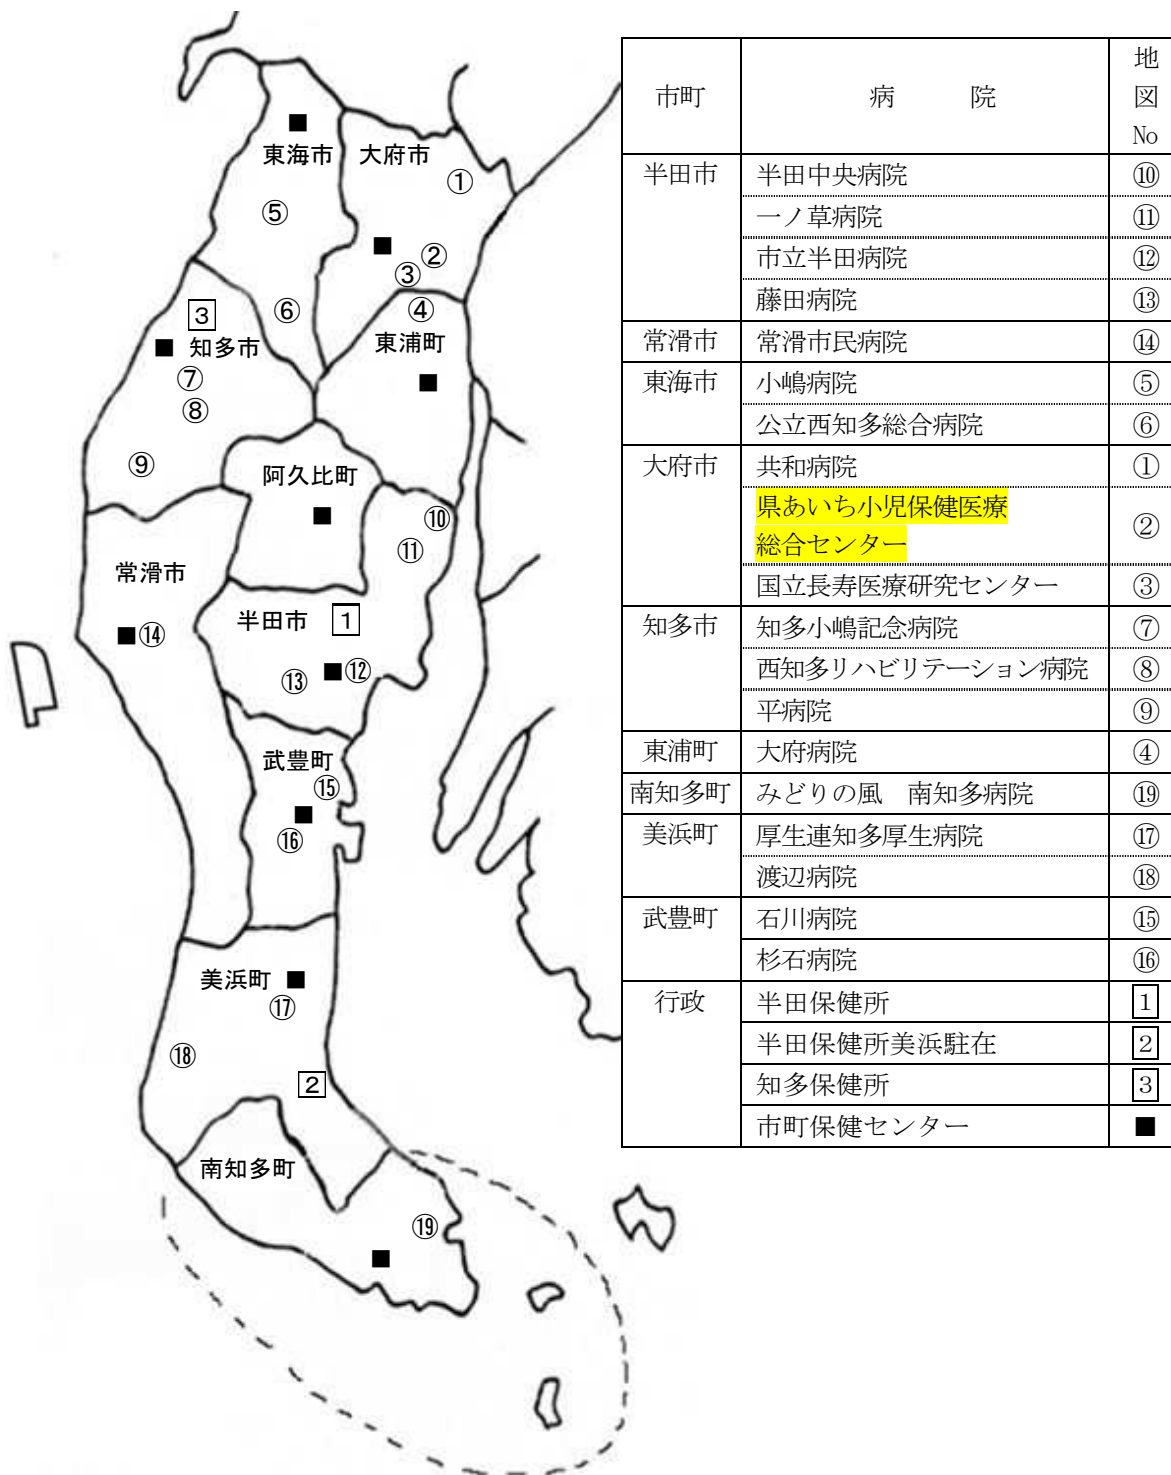 東海市
大府市
①
⑤
②
③
⑥
④
3
知多市
東浦町
⑦
⑧
⑨
阿久比町
⑩
⑪
常滑市
半田市
1
⑭
⑬
⑫
武豊町
⑮
⑯
美浜町
⑰
⑱
2
南知多町
⑲
市町 病 院 地図No
半田市 半田中央病院 ⑩
一ノ草病院 ⑪
市立半田病院 ⑫
藤田病院 ⑬
常滑市 常滑市民病院 ⑭
東海市 小嶋病院 ⑤
公立西知多総合病院 ⑥
大府市 共和病院 ①
県あいち小児保健医療
総合センター ②
国立長寿医療研究センター ③
知多市 知多小嶋記念病院 ⑦
西知多リハビリテーション病院 ⑧
平病院 ⑨
東浦町 大府病院 ④
南知多町 みどりの風 南知多病院 ⑲
美浜町 厚生連知多厚生病院 ⑰
渡辺病院 ⑱
武豊町 石川病院 ⑮
杉石病院 ⑯
行政 半田保健所 1
半田保健所美浜駐在 2
知多保健所 3
市町保健センター ■